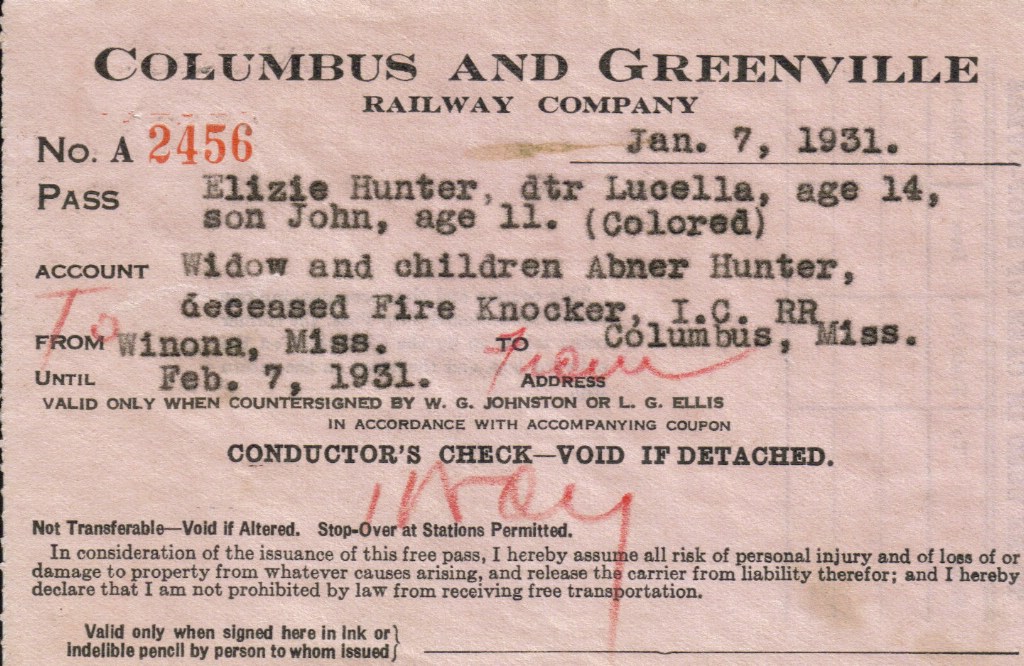 COLUMBUS AND GREENVILLE
RAILWAY COMPANY
No. A 2456 Jan. 7, 1931.
PASS Elizie Hunter, dtr Lucella, age 14,
son John, age 11. (Colored)
ACCOUNT Widow and children Abner Hunter,
deceased Fire Knocker, I.C. RR
To
FROM Winona, Miss. TO Columbus, Miss.
From
UNTIL Feb. 7, 1931. ADDRESS
VALID ONLY WHEN COUNTERSIGNED BY W. G. JOHNSTON OR L. G. ELLIS
IN ACCORDANCE WITH ACCOMPANYING COUPON
CONDUCTOR'S CHECK—VOID IF DETACHED.
1 Way
Not Transferable—Void if Altered. Stop-Over at Stations Permitted.
In consideration of the issuance of this free pass, I hereby assume all risk of personal injury and of loss of or
damage to property from whatever causes arising, and release the carrier from liability therefor; and I hereby
declare that I am not prohibited by law from receiving free transportation.
Valid only when signed here in ink or
indelible pencil by person to whom issued}